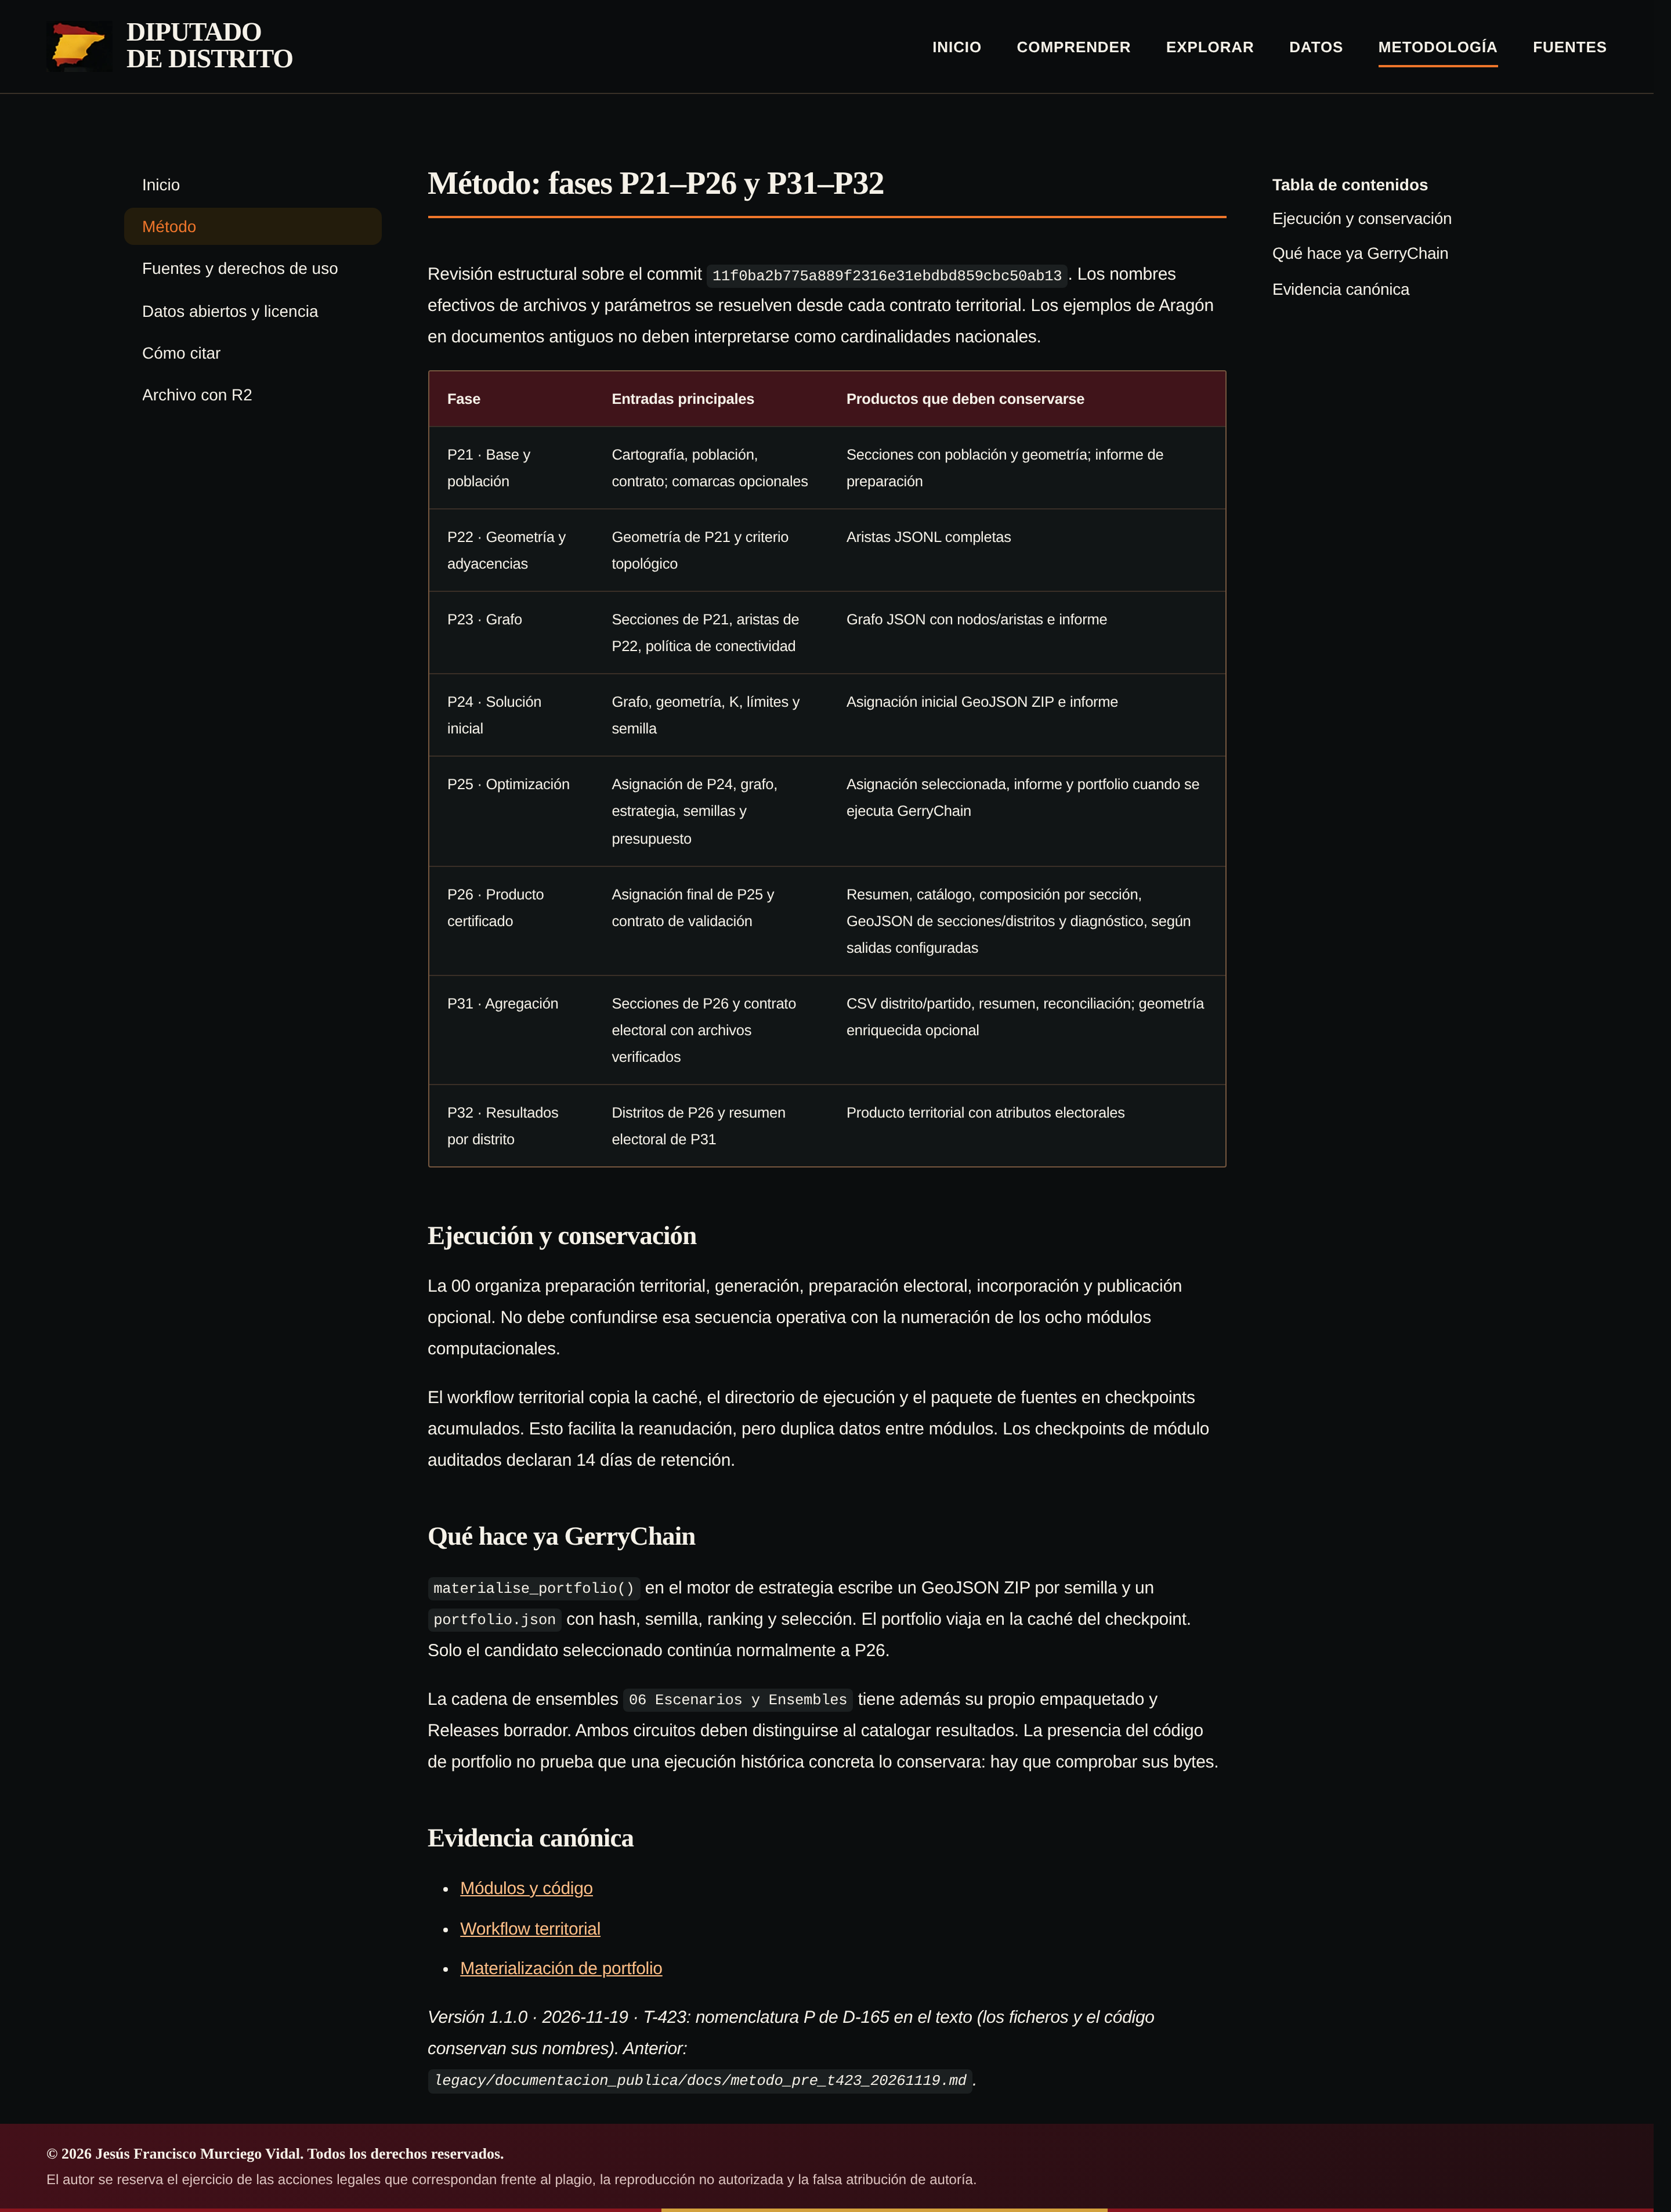 DIPUTADO
DE DISTRITO
INICIO COMPRENDER EXPLORAR DATOS METODOLOGÍA FUENTES
Inicio
Método
Fuentes y derechos de uso
Datos abiertos y licencia
Cómo citar
Archivo con R2
Método: fases P21–P26 y P31–P32
Revisión estructural sobre el commit 11f0ba2b775a889f2316e31ebdbd859cbc50ab13. Los nombres
efectivos de archivos y parámetros se resuelven desde cada contrato territorial. Los ejemplos de Aragón
en documentos antiguos no deben interpretarse como cardinalidades nacionales.
Fase Entradas principales Productos que deben conservarse
P21 · Base y Cartografía, población, Secciones con población y geometría; informe de
población contrato; comarcas opcionales preparación
P22 · Geometría y Geometría de P21 y criterio Aristas JSONL completas
adyacencias topológico
P23 · Grafo Secciones de P21, aristas de Grafo JSON con nodos/aristas e informe
P22, política de conectividad
P24 · Solución Grafo, geometría, K, límites y Asignación inicial GeoJSON ZIP e informe
inicial semilla
P25 · Optimización Asignación de P24, grafo, Asignación seleccionada, informe y portfolio cuando se
estrategia, semillas y ejecuta GerryChain
presupuesto
P26 · Producto Asignación final de P25 y Resumen, catálogo, composición por sección,
certificado contrato de validación GeoJSON de secciones/distritos y diagnóstico, según
salidas configuradas
P31 · Agregación Secciones de P26 y contrato CSV distrito/partido, resumen, reconciliación; geometría
electoral con archivos enriquecida opcional
verificados
P32 · Resultados Distritos de P26 y resumen Producto territorial con atributos electorales
por distrito electoral de P31
Ejecución y conservación
La 00 organiza preparación territorial, generación, preparación electoral, incorporación y publicación
opcional. No debe confundirse esa secuencia operativa con la numeración de los ocho módulos
computacionales.
El workflow territorial copia la caché, el directorio de ejecución y el paquete de fuentes en checkpoints
acumulados. Esto facilita la reanudación, pero duplica datos entre módulos. Los checkpoints de módulo
auditados declaran 14 días de retención.
Qué hace ya GerryChain
materialise_portfolio() en el motor de estrategia escribe un GeoJSON ZIP por semilla y un
portfolio.json con hash, semilla, ranking y selección. El portfolio viaja en la caché del checkpoint.
Solo el candidato seleccionado continúa normalmente a P26.
La cadena de ensembles 06 Escenarios y Ensembles tiene además su propio empaquetado y
Releases borrador. Ambos circuitos deben distinguirse al catalogar resultados. La presencia del código
de portfolio no prueba que una ejecución histórica concreta lo conservara: hay que comprobar sus bytes.
Evidencia canónica
Módulos y código
Workflow territorial
Materialización de portfolio
Versión 1.1.0 · 2026-11-19 · T-423: nomenclatura P de D-165 en el texto (los ficheros y el código
conservan sus nombres). Anterior:
legacy/documentacion_publica/docs/metodo_pre_t423_20261119.md.
Tabla de contenidos
Ejecución y conservación
Qué hace ya GerryChain
Evidencia canónica
© 2026 Jesús Francisco Murciego Vidal. Todos los derechos reservados.
El autor se reserva el ejercicio de las acciones legales que correspondan frente al plagio, la reproducción no autorizada y la falsa atribución de autoría.